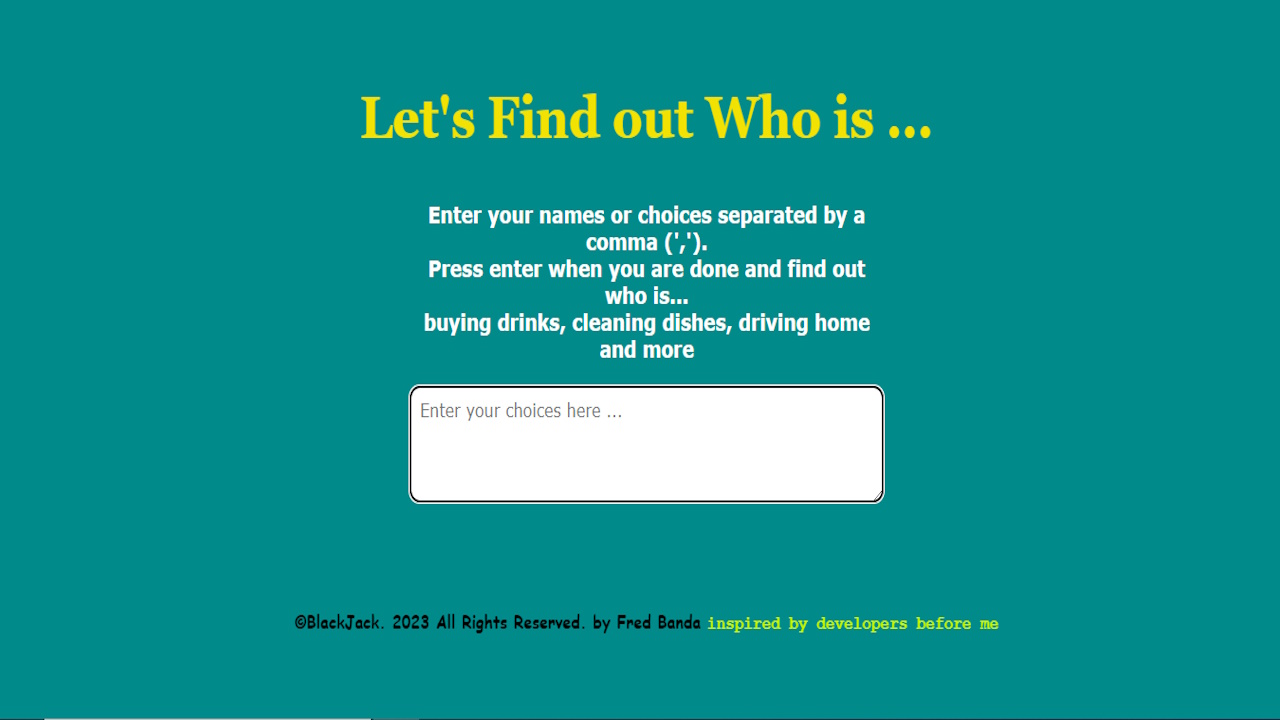 Let's Find out Who is ...
Enter your names or choices separated by a
comma (',').
Press enter when you are done and find out
who is...
buying drinks, cleaning dishes, driving home
and more
Enter your choices here ...
©BlackJack. 2023 All Rights Reserved. by Fred Banda inspired by developers before me